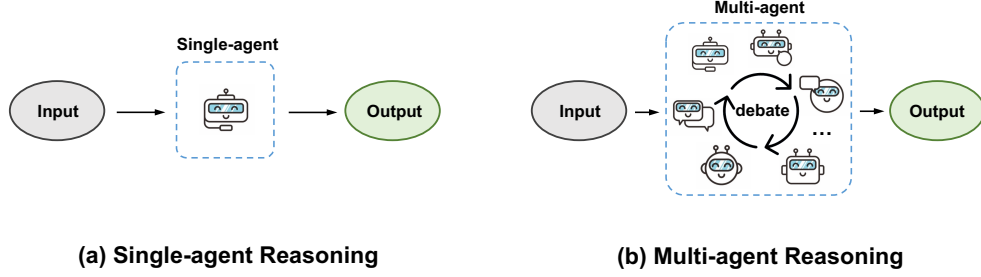 Single-agent
Input
Output
(a) Single-agent Reasoning
Multi-agent
Input
debate
...
Output
(b) Multi-agent Reasoning